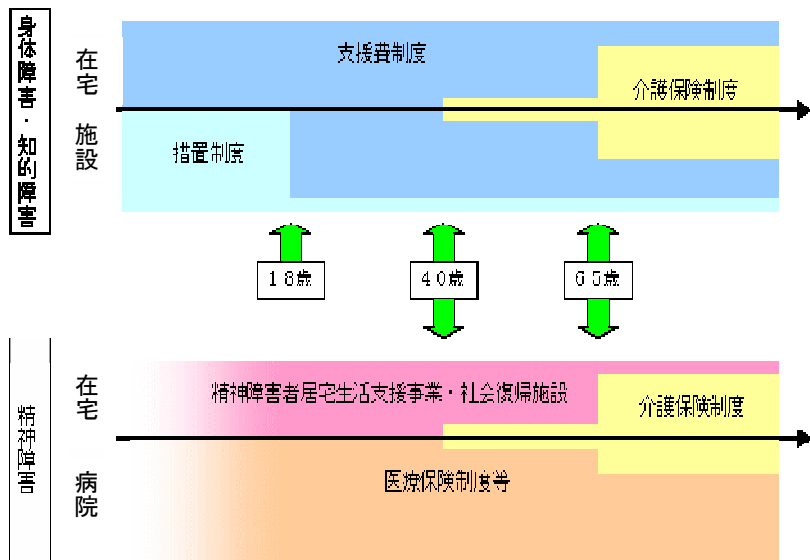 身体障害・知的障害
在宅
施設
支援費制度
介護保険制度
措置制度
18歳
40歳
65歳
精神障害
在宅
病院
精神障害者居宅生活支援事業・社会復帰施設
介護保険制度
医療保険制度等